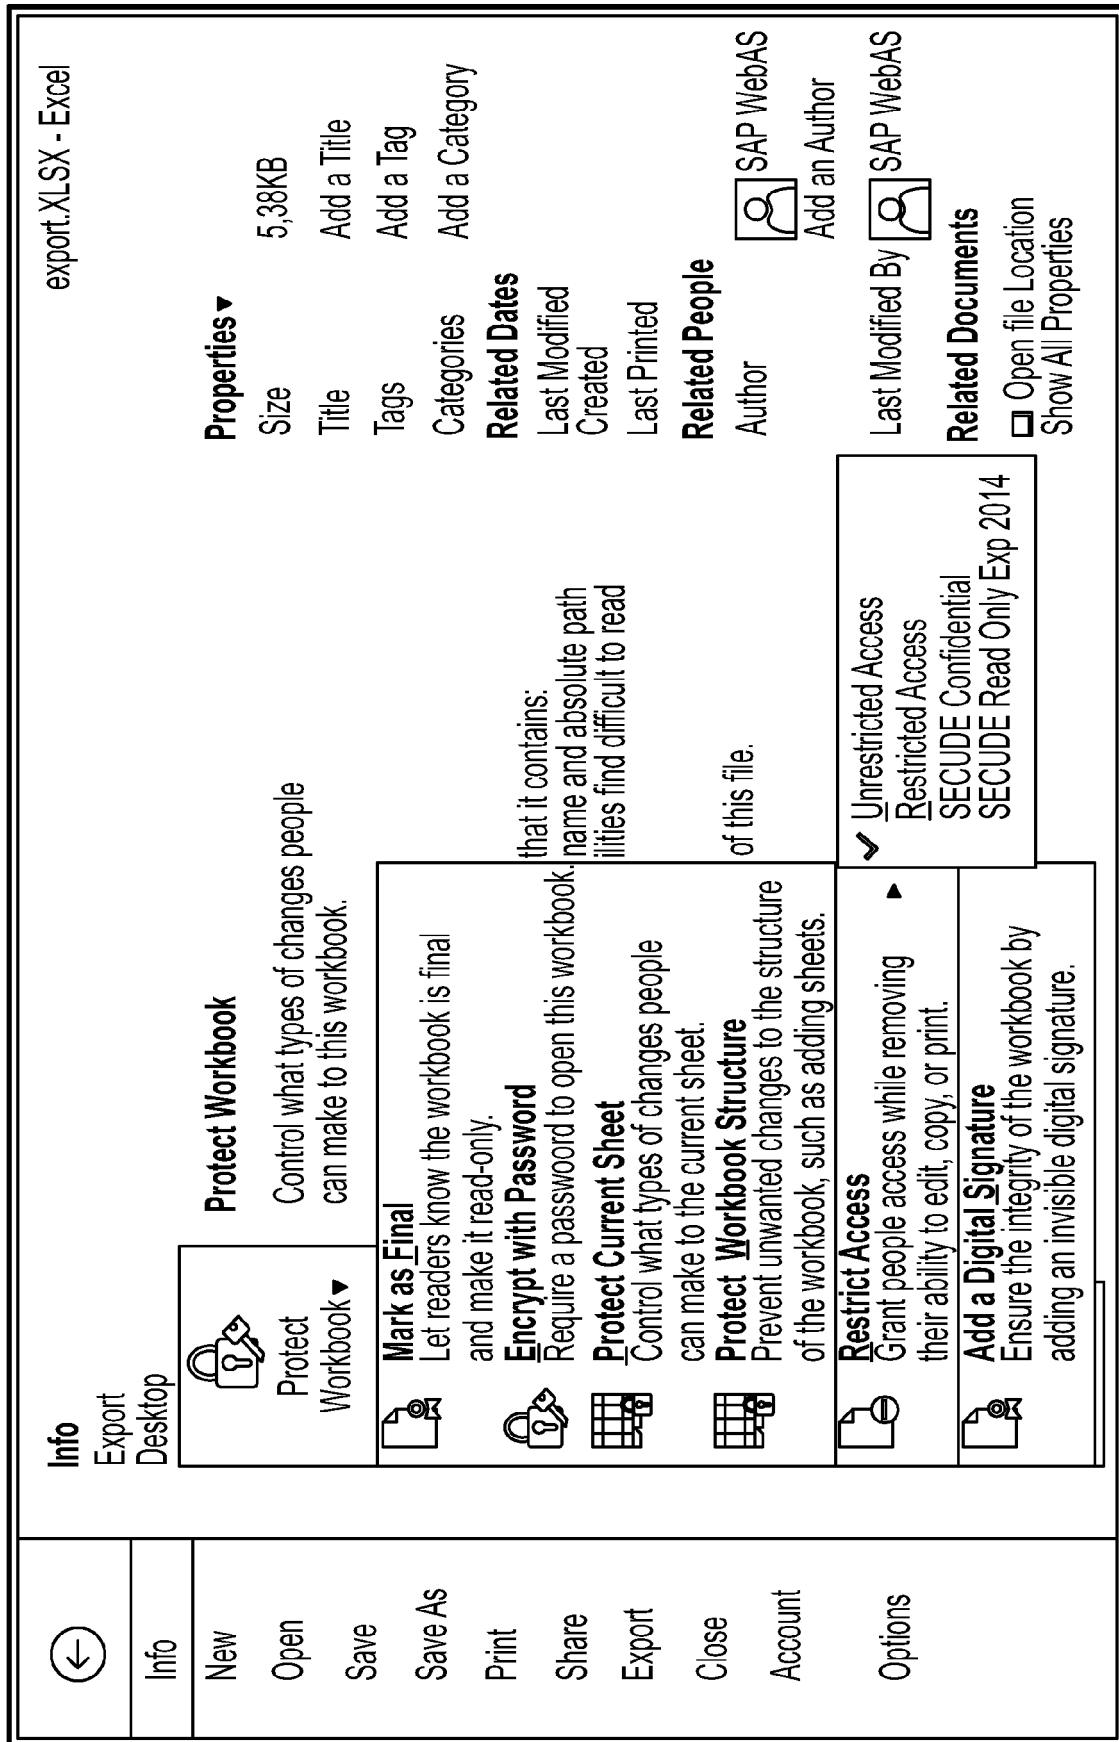 export.XLSX - Excel
Info
New
Open
Save
Save As
Print
Share
Export
Close
Account
Options
Info
Export
Desktop
Protect
Workbook
Protect Workbook
Control what types of changes people
can make to this workbook.
Mark as Final
Let readers know the workbook is final
and make it read-only.
Encrypt with Password
Require a passwoord to open this workbook.
Protect Current Sheet
Control what types of changes people
can make to the current sheet.
Protect Workbook Structure
Prevent unwanted changes to the structure
of the workbook, such as adding sheets.
Restrict Access
Grant people access while removing
their ability to edit, copy, or print.
Add a Digital Signature
Ensure the integrity of the workbook by
adding an invisible digital signature.
that it contains:
name and absolute path
ilities find difficult to read
of this file.
Unrestricted Access
Restricted Access
SECUDE Confidential
SECUDE Read Only Exp 2014
Properties
Size 5,38KB
Title Add a Title
Tags Add a Tag
Categories Add a Category
Related Dates
Last Modified
Created
Last Printed
Related People
Author SAP WebAS
Add an Author
Last Modified By SAP WebAS
Related Documents
Open file Location
Show All Properties